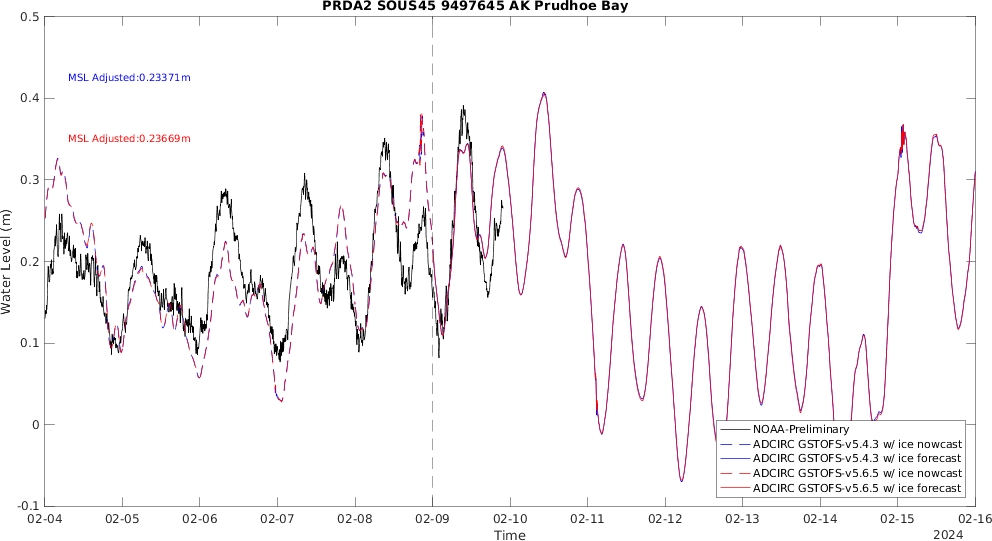 PRDA2 SOUS45 9497645 AK Prudhoe Bay
0.5
MSL Adjusted:0.23371m
0.4
MSL Adjusted:0.23669m
0.3
Water Level (m)
0.2
0.1
0
NOAA-Preliminary
ADCIRC GSTOFS-v5.4.3 w/ ice nowcast
ADCIRC GSTOFS-v5.4.3 w/ ice forecast
ADCIRC GSTOFS-v5.6.5 w/ ice nowcast
ADCIRC GSTOFS-v5.6.5 w/ ice forecast
-0.1
02-04 02-05 02-06 02-07 02-08 02-09 02-10 02-11 02-12 02-13 02-14 02-15 02-16
Time
2024